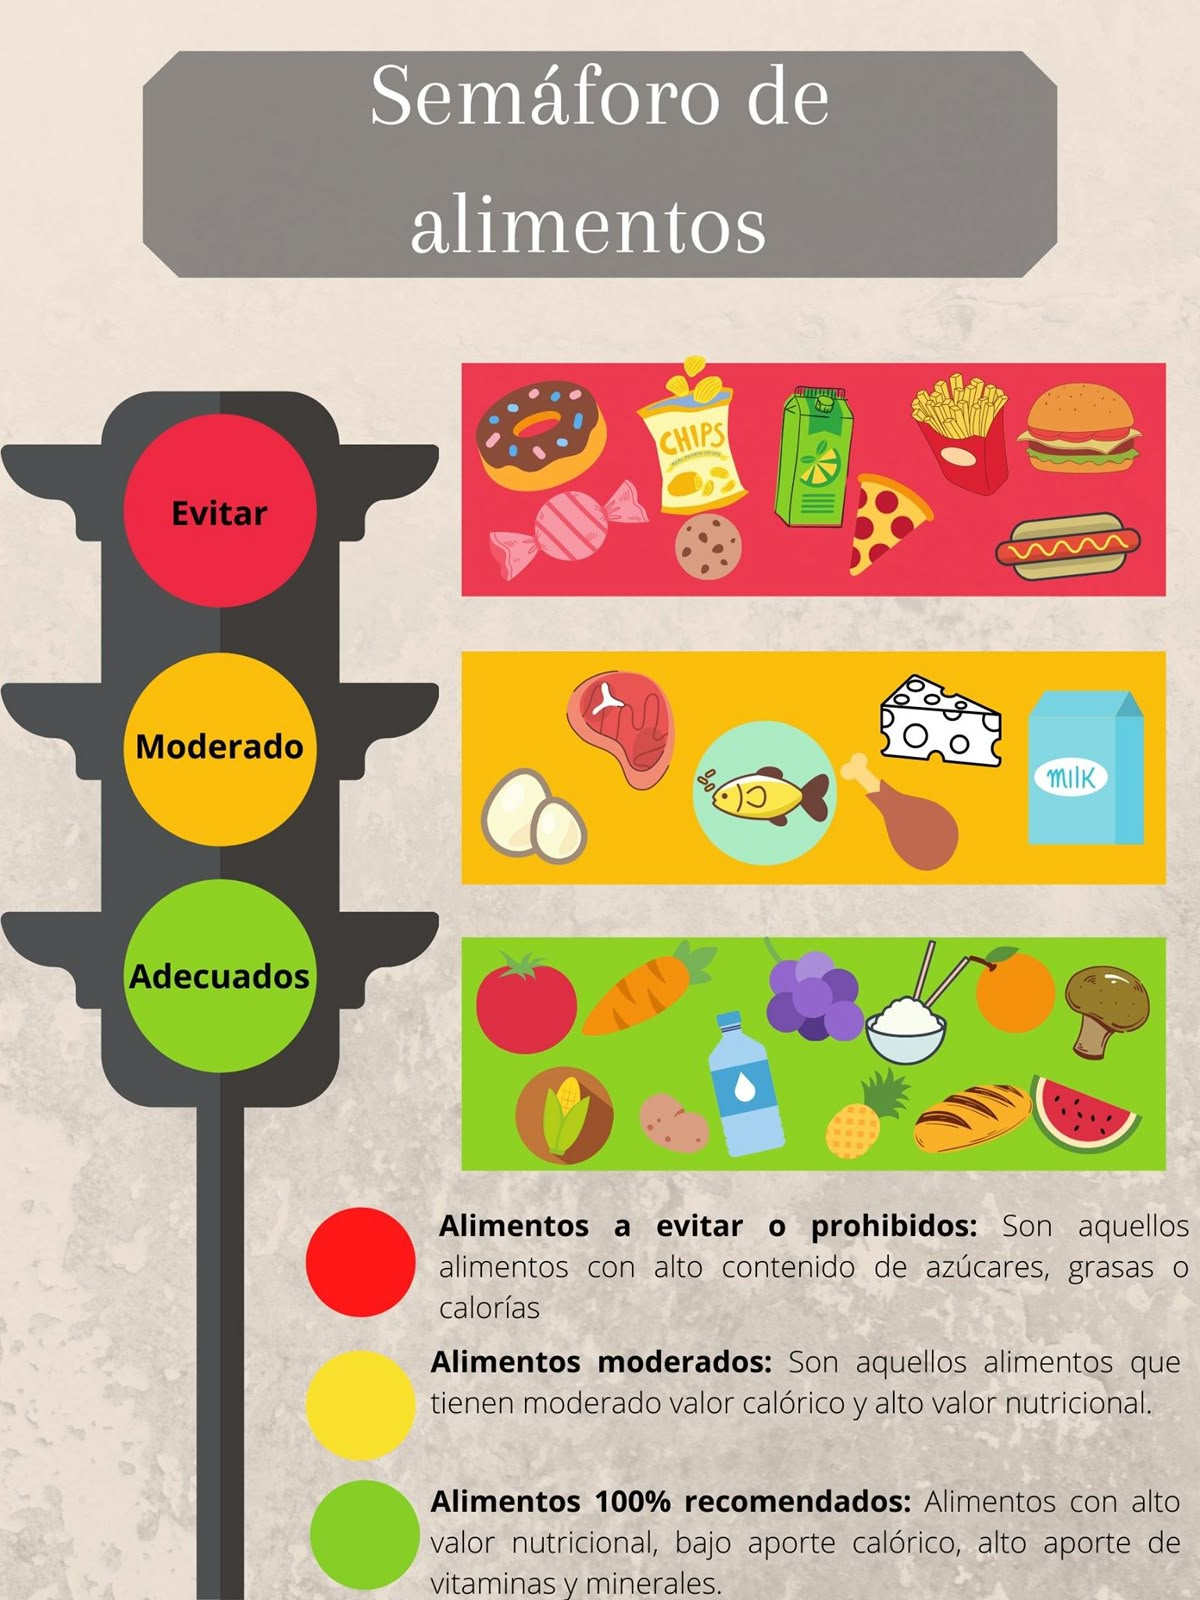 Semáforo de
alimentos
Evitar
CHIPS
Moderado
milk
Adecuados
Alimentos a evitar o prohibidos: Son aquellos
alimentos con alto contenido de azúcares, grasas o
calorías
Alimentos moderados: Son aquellos alimentos que
tienen moderado valor calórico y alto valor nutricional.
Alimentos 100% recomendados: Alimentos con alto
valor nutricional, bajo aporte calórico, alto aporte de
vitaminas y minerales.